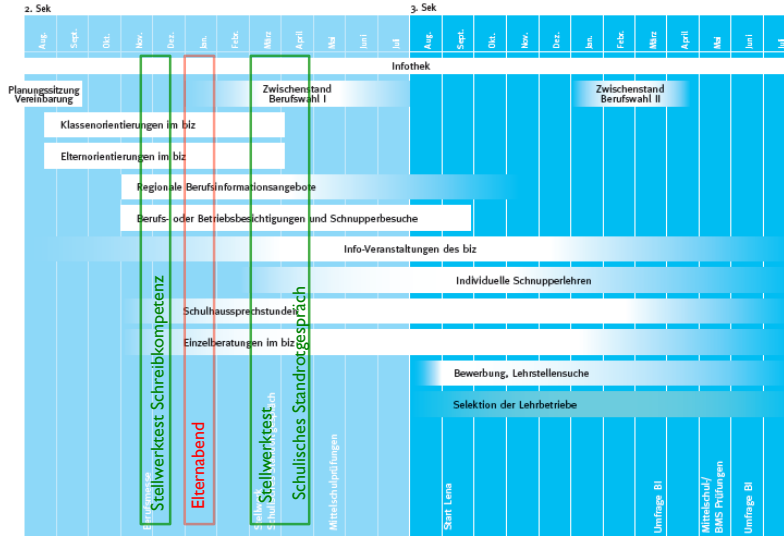 2. Sek
3. Sek
Aug.
Sept.
Okt.
Nov.
Dez.
Jan.
Febr.
März
April
Mai
Juni
Juli
Aug.
Sept.
Okt.
Nov.
Dez.
Jan.
Febr.
März
April
Mai
Juni
Infothek
Planungssitzung
Vereinbarung
Zwischenstand
Berufswahl I
Zwischenstand
Berufswahl II
Klassenorientierungen im biz
Elternorientierungen im biz
Regionale Berufsinformationsangebote
Berufs- oder Betriebsbesichtigungen und Schnupperbesuche
Info-Veranstaltungen des biz
Individuelle Schnupperlehren
Schulhaussprechstunden
Einzelberatungen im biz
Bewerbung, Lehrstellensuche
Selektion der Lehrbetriebe
Berufsmesse
Stellwerktest Schreibkompetenz
Elternabend
Stellwerk
Stellwerktest
Schulisches Standrotgespräch
Mittelschulprüfungen
Start Lena
Umfrage BI
Mittelschul-/
BMS Prüfungen
Umfrage BI